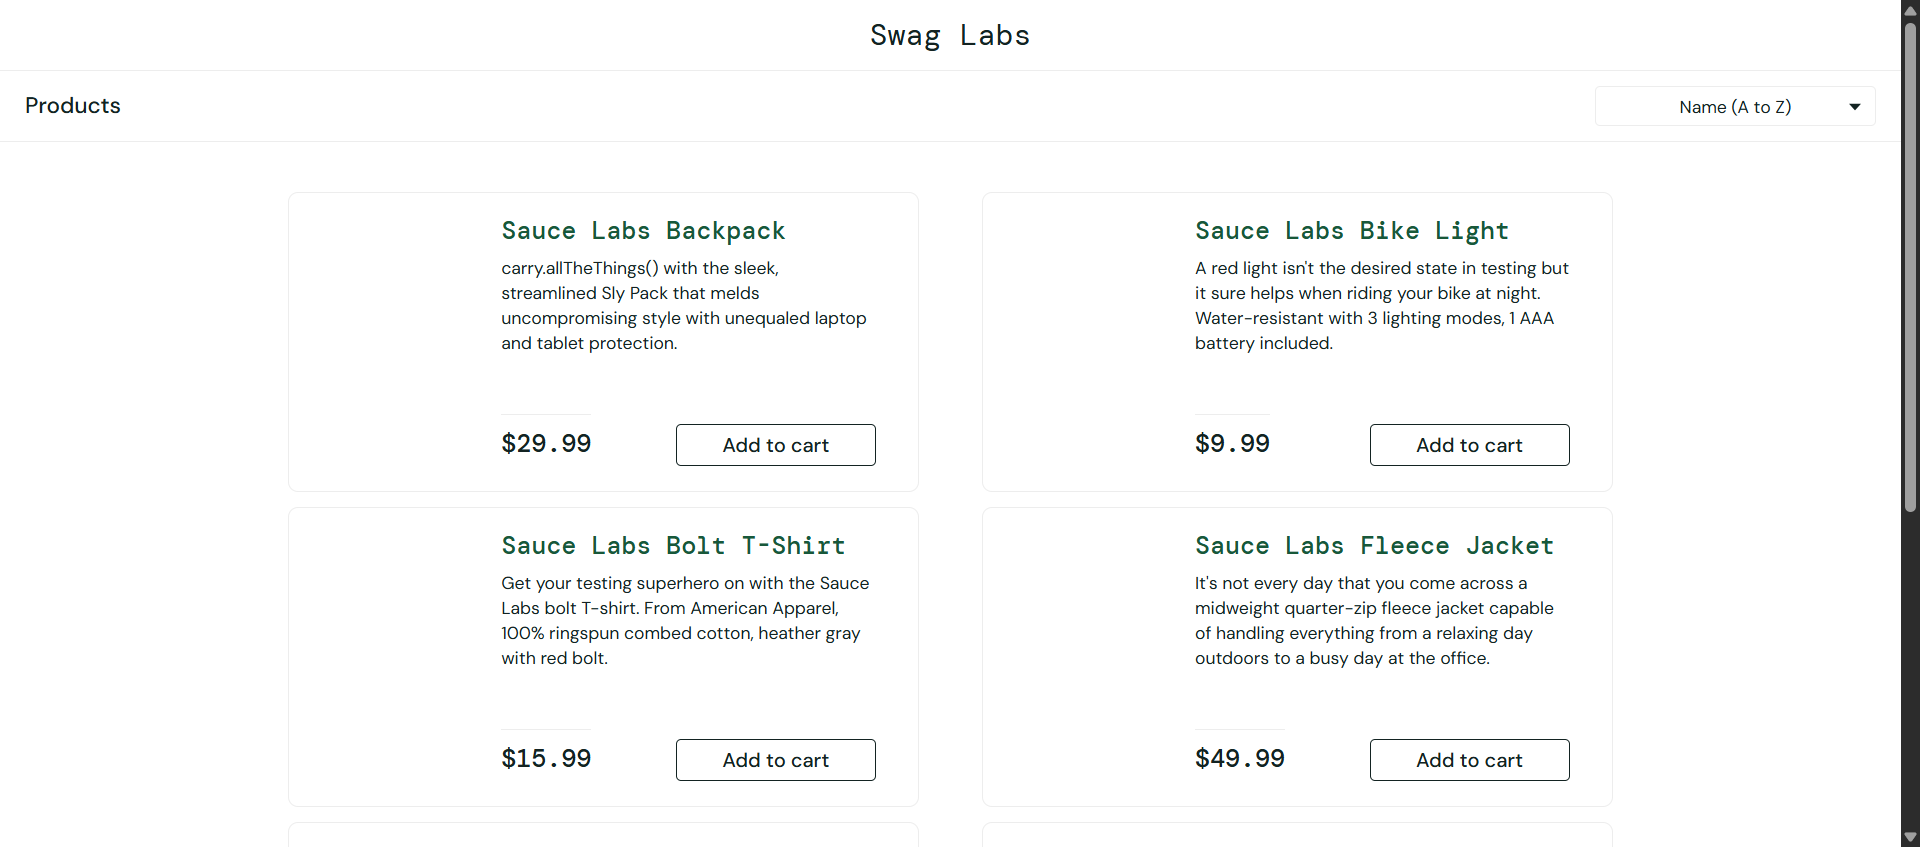 Swag Labs
Products
Name (A to Z)
Sauce Labs Backpack
carry.allTheThings() with the sleek,
streamlined Sly Pack that melds
uncompromising style with unequaled laptop
and tablet protection.
$29.99
Add to cart
Sauce Labs Bike Light
A red light isn't the desired state in testing but
it sure helps when riding your bike at night.
Water-resistant with 3 lighting modes, 1 AAA
battery included.
$9.99
Add to cart
Sauce Labs Bolt T-Shirt
Get your testing superhero on with the Sauce
Labs bolt T-shirt. From American Apparel,
100% ringspun combed cotton, heather gray
with red bolt.
$15.99
Add to cart
Sauce Labs Fleece Jacket
It's not every day that you come across a
midweight quarter-zip fleece jacket capable
of handling everything from a relaxing day
outdoors to a busy day at the office.
$49.99
Add to cart